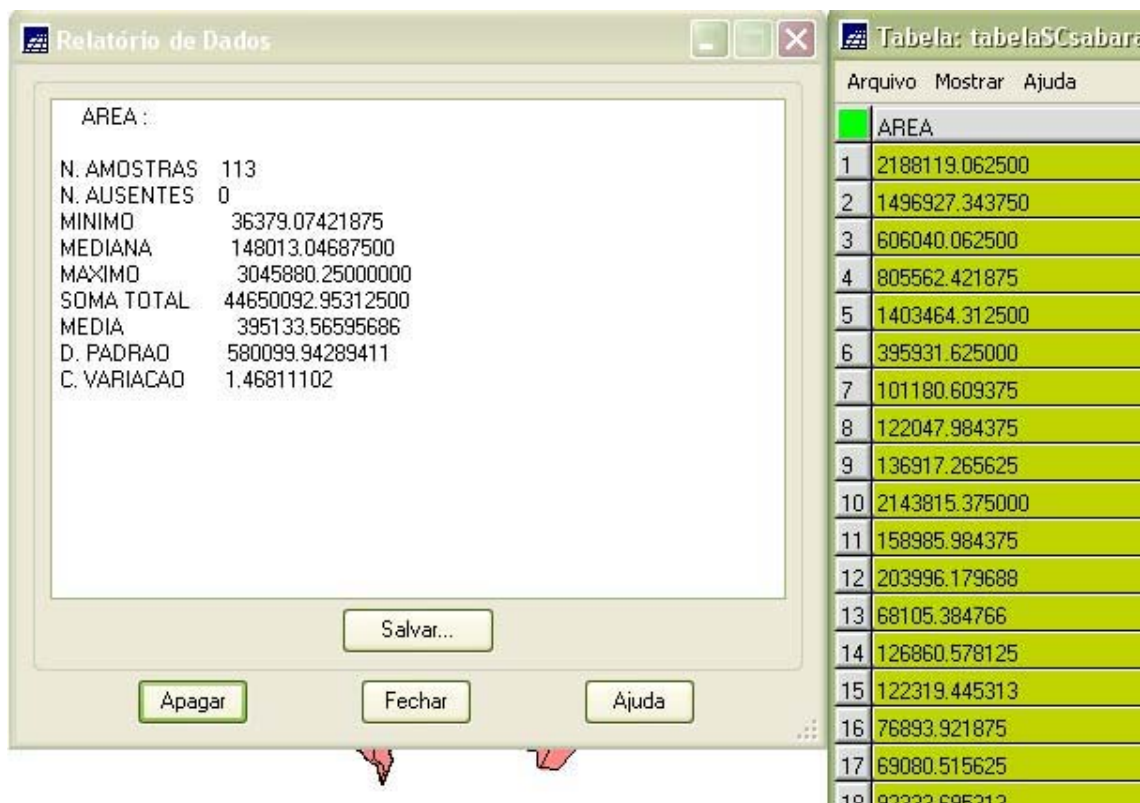 Relatório de Dados
AREA :
N. AMOSTRAS 113
N. AUSENTES 0
MINIMO 36379.07421875
MEDIANA 148013.04687500
MAXIMO 3045880.25000000
SOMA TOTAL 44650092.95312500
MEDIA 395133.56595686
D. PADRAO 580099.94289411
C. VARIACAO 1.46811102
Salvar...
Apagar Fechar Ajuda
Tabela: tabelaSCsabara
Arquivo Mostrar Ajuda
AREA
1 2188119.062500
2 1496927.343750
3 606040.062500
4 805562.421875
5 1403464.312500
6 395931.625000
7 101180.609375
8 122047.984375
9 136917.265625
10 2143815.375000
11 158985.984375
12 203996.179688
13 68105.384766
14 126860.578125
15 122319.445313
16 76893.921875
17 69080.515625
18